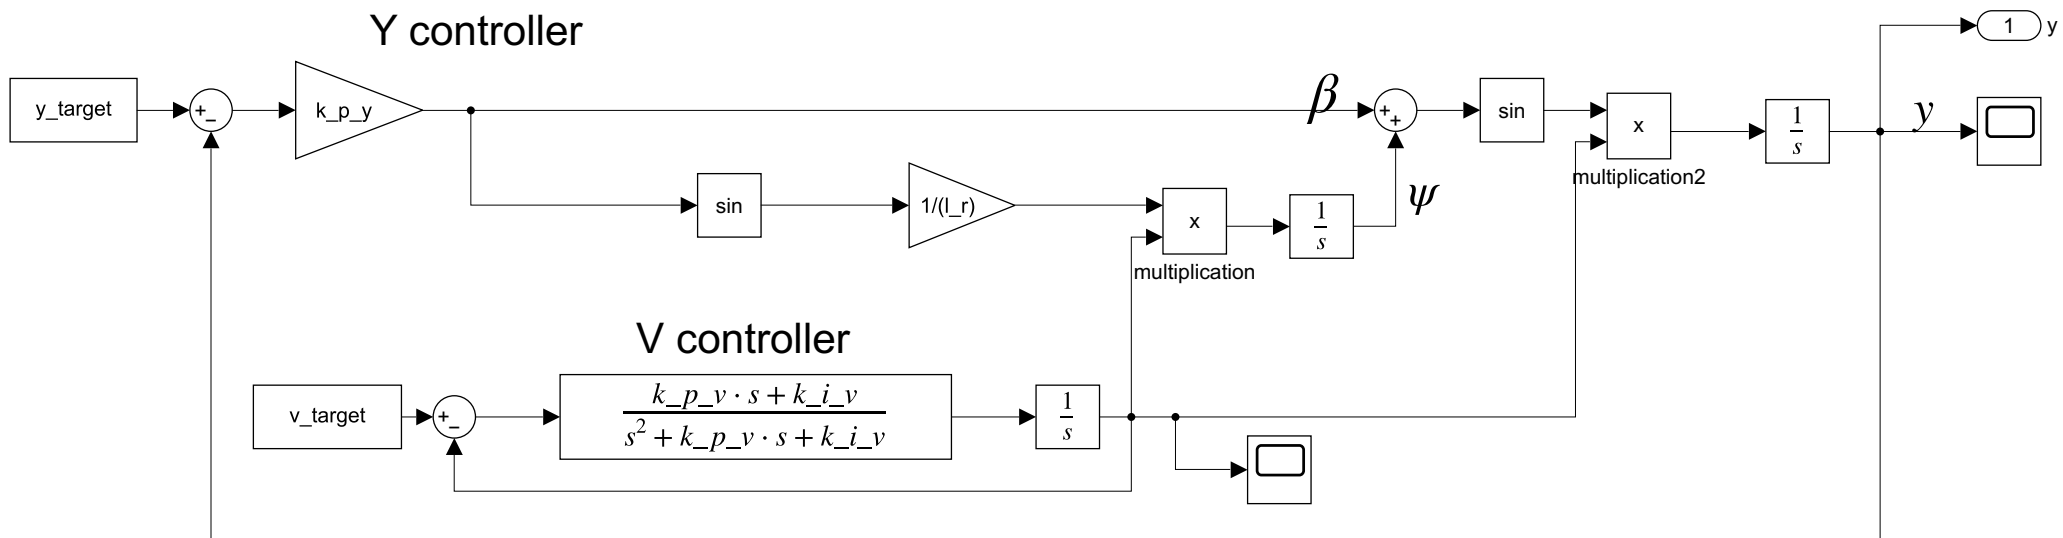 Y controller
1
y
y_target
+
−
k_p_y
β
+
+
sin
x
multiplication2
1
s
y
sin
1/(l_r)
x
multiplication
1
s
ψ
V controller
v_target
+
−
k_p_v · s + k_i_v
s² + k_p_v · s + k_i_v
1
s